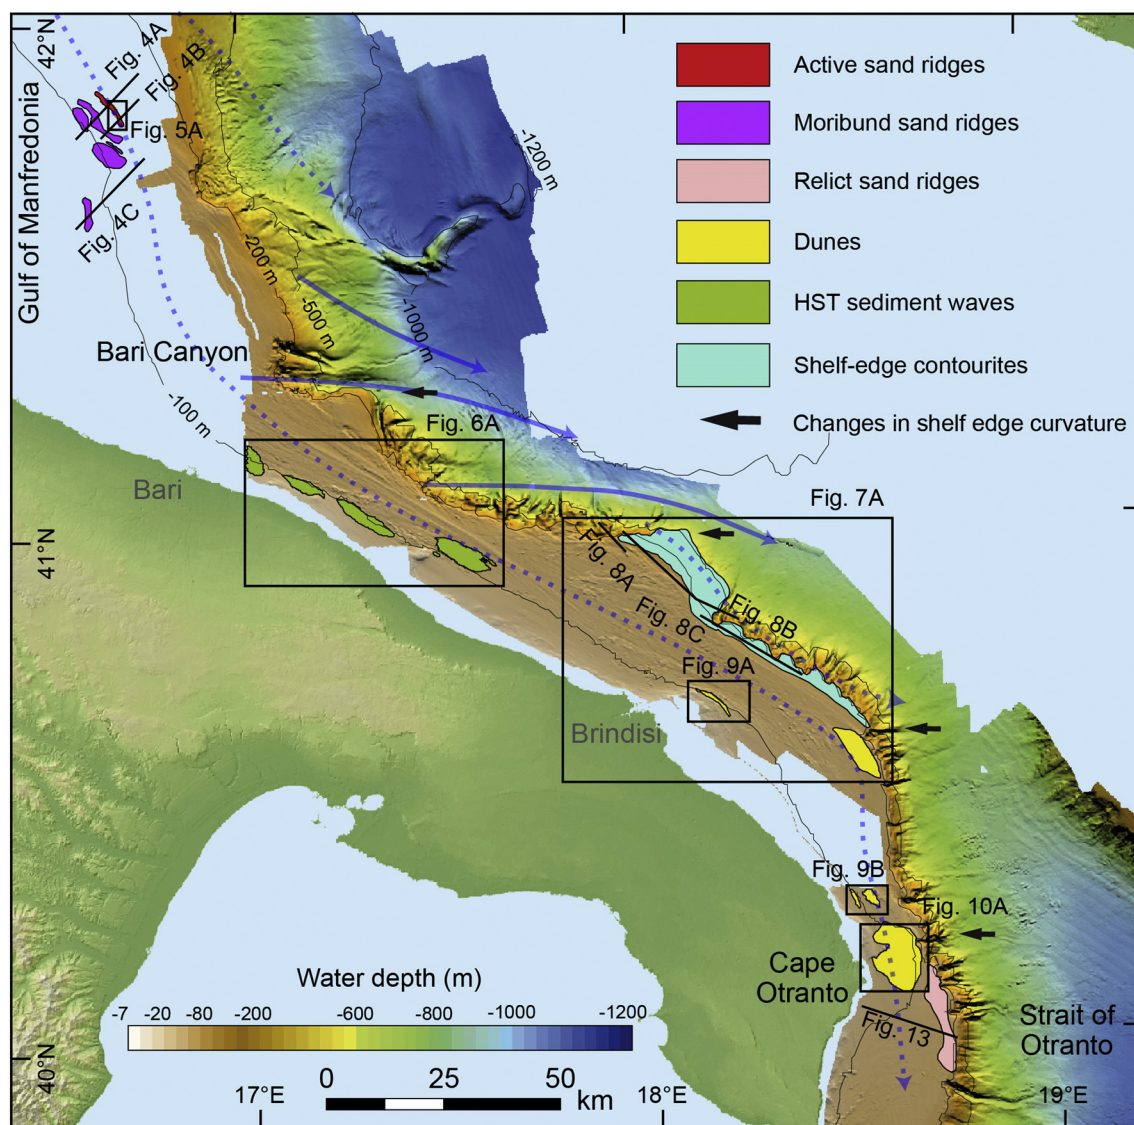 42°N
Gulf of Manfredonia
Fig. 4A
Fig. 4B
Fig. 5A
Fig. 4C
-1200 m
Active sand ridges
Moribund sand ridges
Relict sand ridges
Dunes
HST sediment waves
Shelf-edge contourites
Changes in shelf edge curvature
-200 m
-500 m
-1000 m
Bari Canyon
-100 m
Fig. 6A
Bari
Fig. 7A
41°N
Fig. 8A
Fig. 8B
Fig. 8C
Fig. 9A
Brindisi
Fig. 9B
Fig. 10A
Cape
Otranto
Strait of
Otranto
Fig. 13
Water depth (m)
-7 -20 -80 -200 -600 -800 -1000 -1200
0 25 50
km
40°N
17°E 18°E 19°E